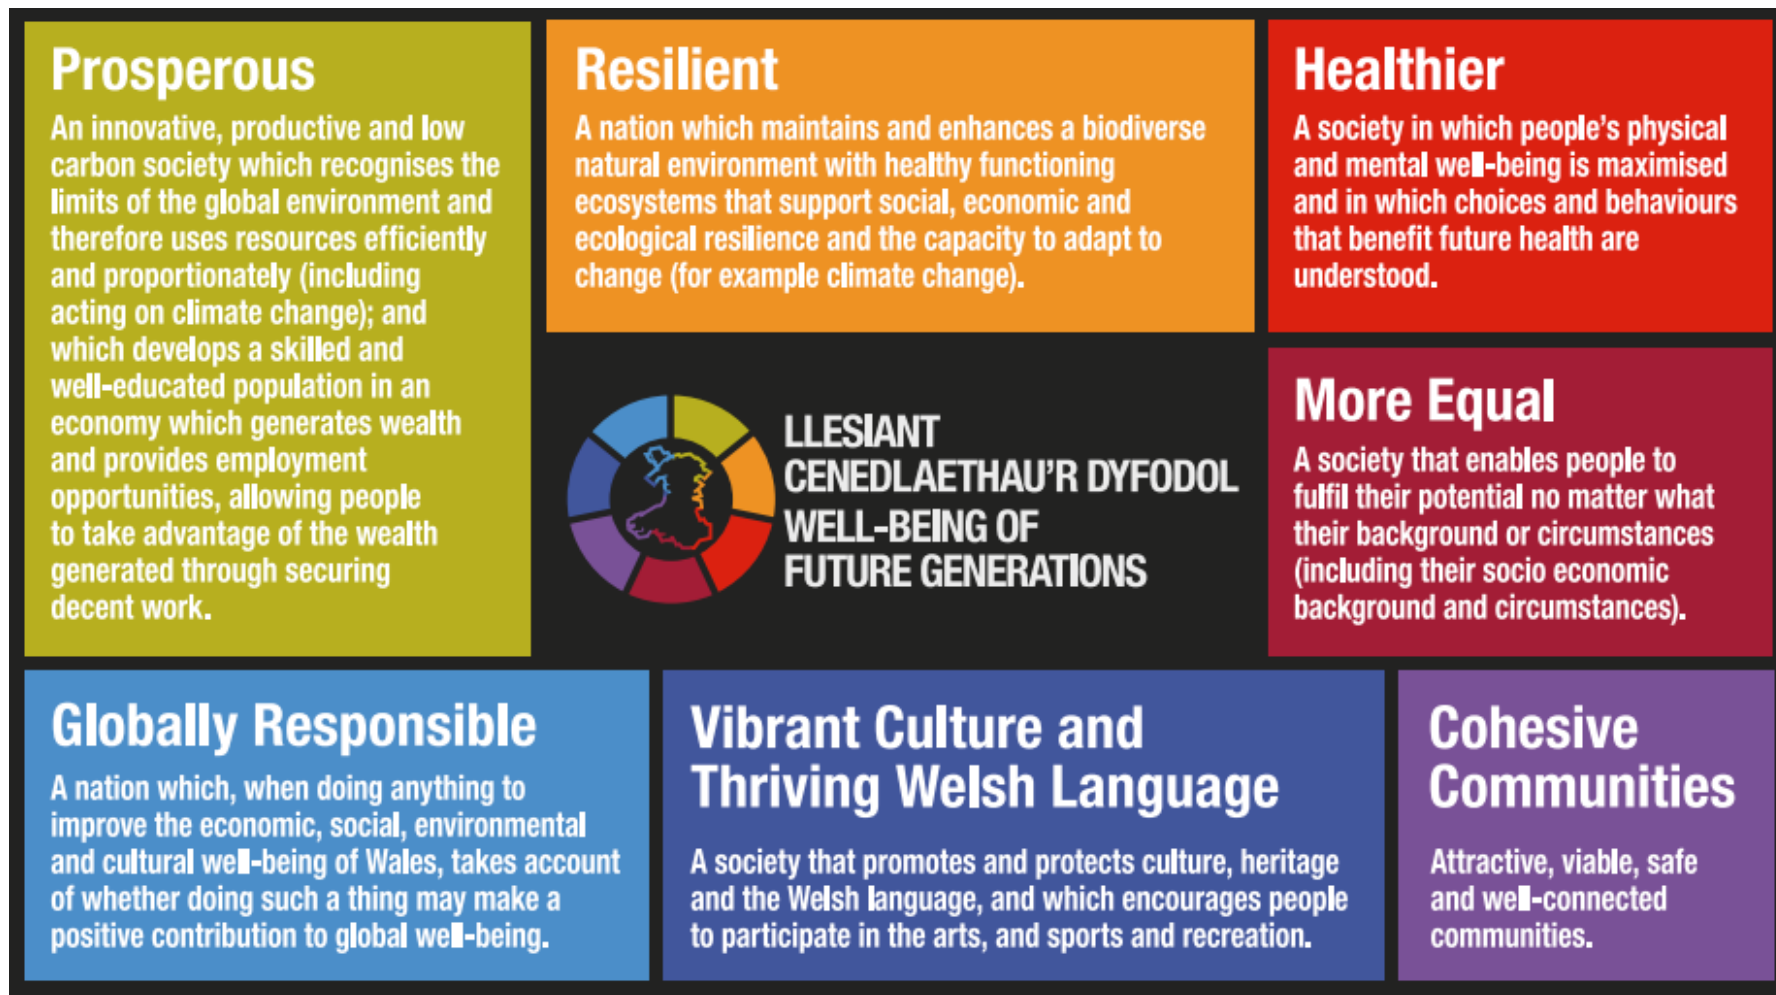 Prosperous
An innovative, productive and low
carbon society which recognises the
limits of the global environment and
therefore uses resources efficiently
and proportionately (including
acting on climate change); and
which develops a skilled and
well-educated population in an
economy which generates wealth
and provides employment
opportunities, allowing people
to take advantage of the wealth
generated through securing
decent work.
Resilient
A nation which maintains and enhances a biodiverse
natural environment with healthy functioning
ecosystems that support social, economic and
ecological resilience and the capacity to adapt to
change (for example climate change).
Healthier
A society in which people's physical
and mental well-being is maximised
and in which choices and behaviours
that benefit future health are
understood.
LLESIANT
CENEDLAETHAU'R DYFODOL
WELL-BEING OF
FUTURE GENERATIONS
More Equal
A society that enables people to
fulfil their potential no matter what
their background or circumstances
(including their socio economic
background and circumstances).
Globally Responsible
A nation which, when doing anything to
improve the economic, social, environmental
and cultural well-being of Wales, takes account
of whether doing such a thing may make a
positive contribution to global well-being.
Vibrant Culture and
Thriving Welsh Language
A society that promotes and protects culture, heritage
and the Welsh language, and which encourages people
to participate in the arts, and sports and recreation.
Cohesive
Communities
Attractive, viable, safe
and well-connected
communities.